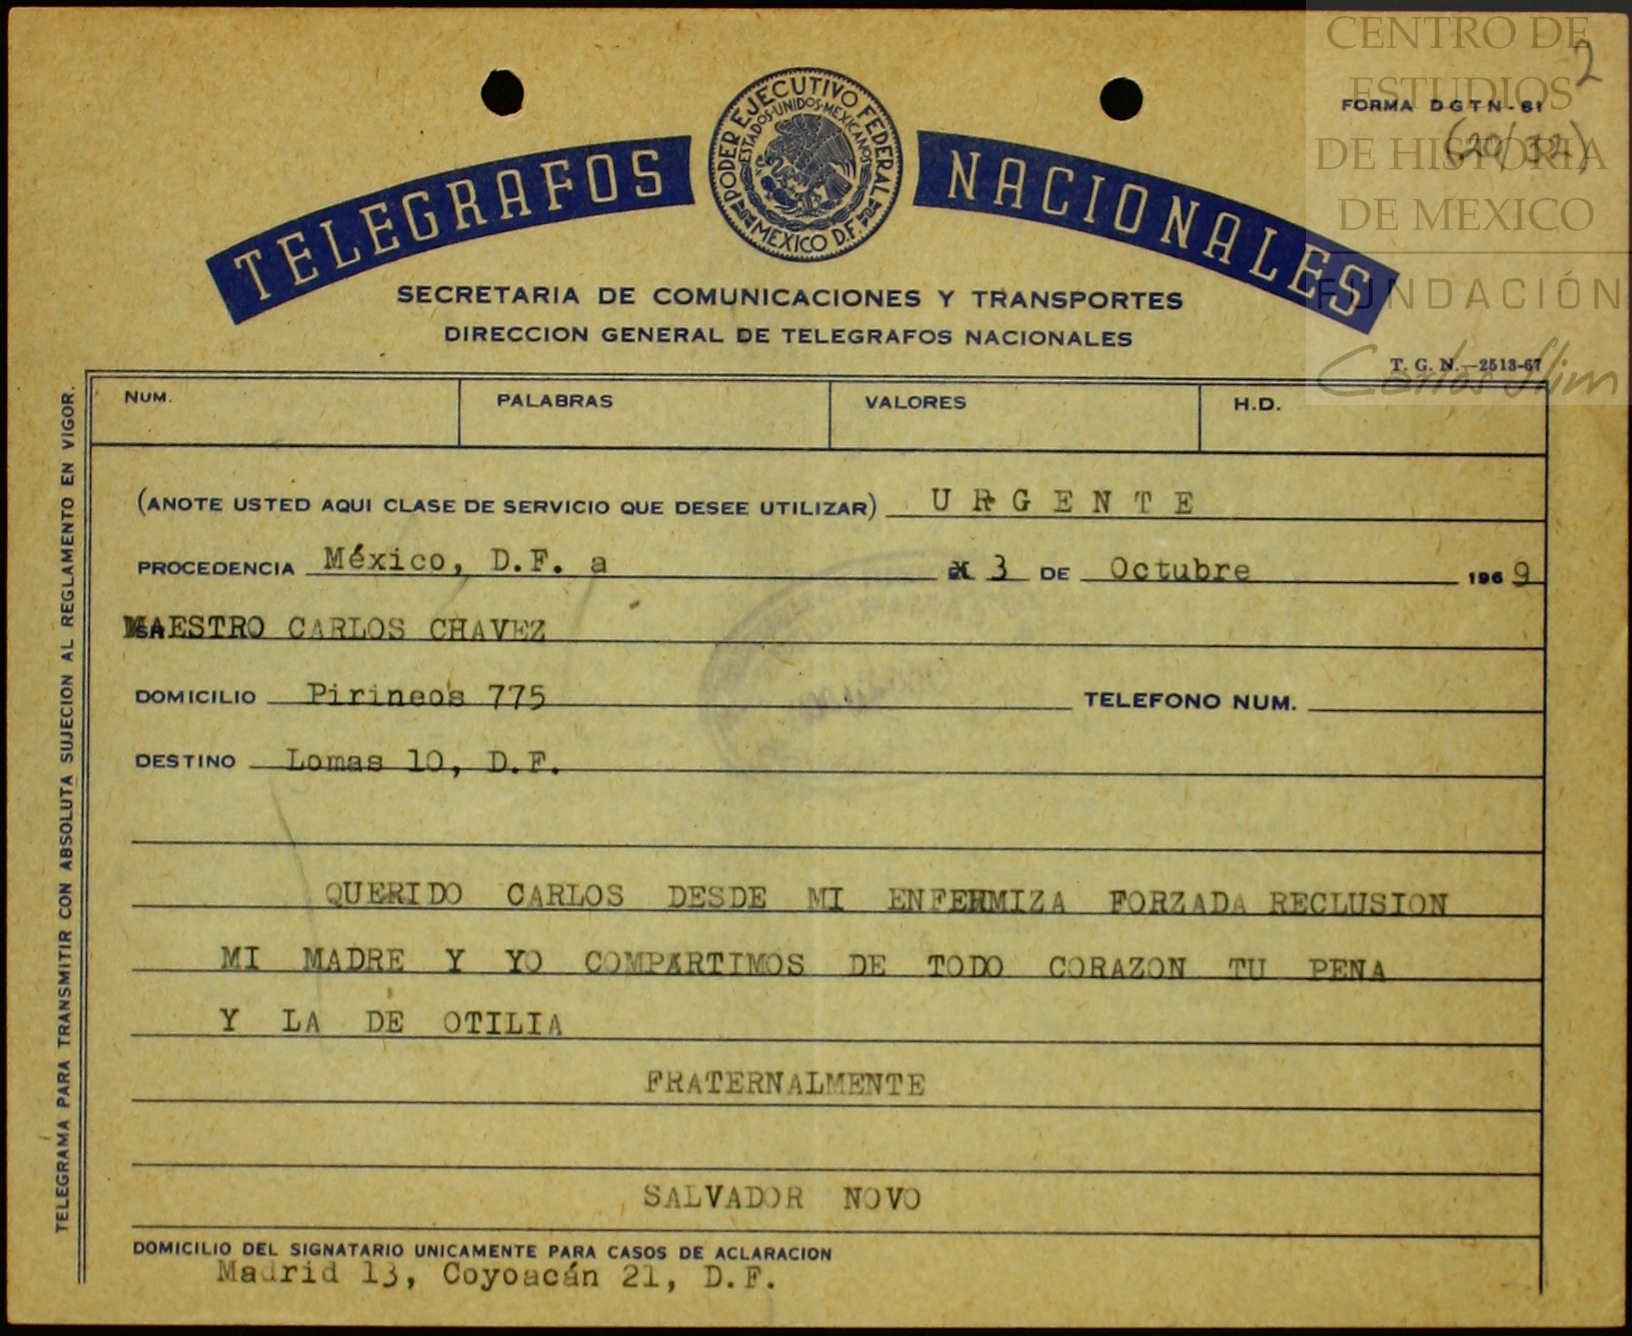 CENTRO DE
ESTUDIOS
DE HISTORIA
DE MEXICO
FUNDACIÓN
Carlos Slim
2
FORMA DGTN-61
(20/32)
TELEGRAFOS NACIONALES
PODER EJECUTIVO FEDERAL
ESTADOS UNIDOS MEXICANOS
MEXICO D.F.
SECRETARIA DE COMUNICACIONES Y TRANSPORTES
DIRECCION GENERAL DE TELEGRAFOS NACIONALES
T. G. N.—2513-67
NUM. PALABRAS VALORES H.D.
(ANOTE USTED AQUI CLASE DE SERVICIO QUE DESEE UTILIZAR) URGENTE
PROCEDENCIA México, D.F. a 3 DE Octubre 1969
MAESTRO CARLOS CHAVEZ
DOMICILIO Pirineos 775 TELEFONO NUM.
DESTINO Lomas 10, D.F.
QUERIDO CARLOS DESDE MI ENFERMIZA FORZADA RECLUSION
MI MADRE Y YO COMPARTIMOS DE TODO CORAZON TU PENA
Y LA DE OTILIA
FRATERNALMENTE
SALVADOR NOVO
DOMICILIO DEL SIGNATARIO UNICAMENTE PARA CASOS DE ACLARACION
Madrid 13, Coyoacán 21, D.F.
TELEGRAMA PARA TRANSMITIR CON ABSOLUTA SUJECION AL REGLAMENTO EN VIGOR.